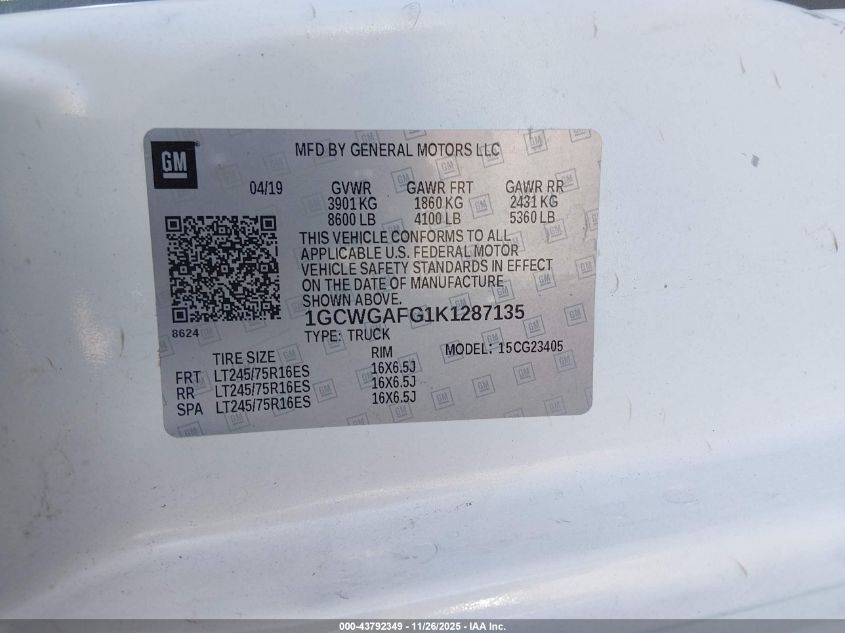 GM
MFD BY GENERAL MOTORS LLC
04/19 GVWR GAWR FRT GAWR RR
3901 KG 1860 KG 2431 KG
8600 LB 4100 LB 5360 LB
THIS VEHICLE CONFORMS TO ALL
APPLICABLE U.S. FEDERAL MOTOR
VEHICLE SAFETY STANDARDS IN EFFECT
ON THE DATE OF MANUFACTURE
SHOWN ABOVE.
1GCWGAFG1K1287135
8624
TYPE: TRUCK
MODEL: 15CG23405
TIRE SIZE RIM
FRT LT245/75R16ES 16X6.5J
RR LT245/75R16ES 16X6.5J
SPA LT245/75R16ES 16X6.5J
000-43792349 - 11/26/2025 - IAA Inc.